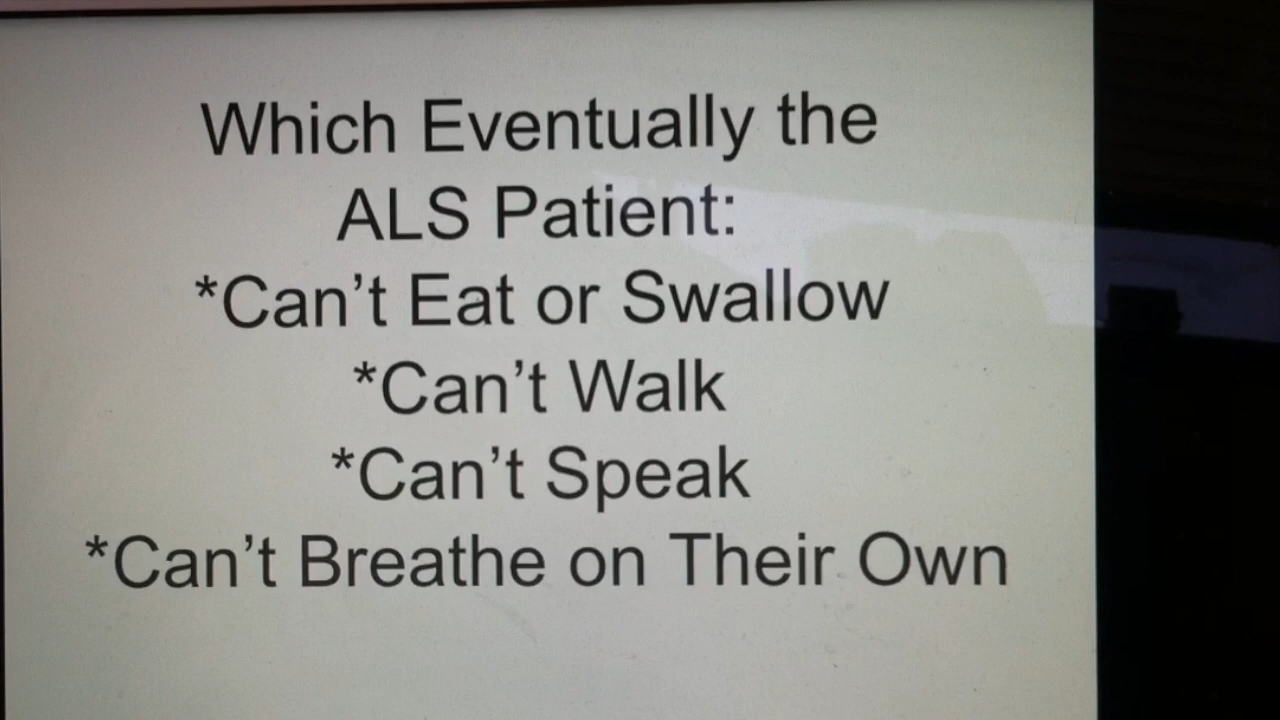 Which Eventually the
ALS Patient:
*Can’t Eat or Swallow
*Can’t Walk
*Can’t Speak
*Can’t Breathe on Their Own